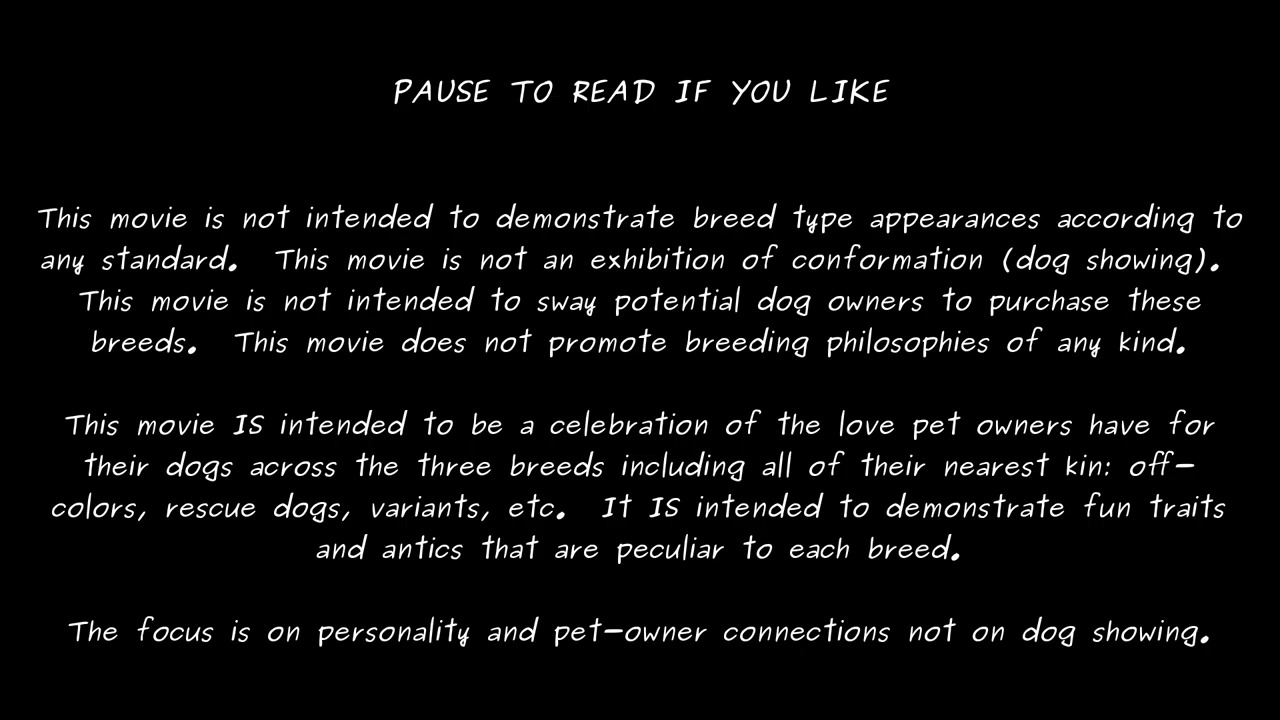 PAUSE TO READ IF YOU LIKE
This movie is not intended to demonstrate breed type appearances according to
any standard.  This movie is not an exhibition of conformation (dog showing).
This movie is not intended to sway potential dog owners to purchase these
breeds.  This movie does not promote breeding philosophies of any kind.
This movie IS intended to be a celebration of the love pet owners have for
their dogs across the three breeds including all of their nearest kin: off-
colors, rescue dogs, variants, etc.  It IS intended to demonstrate fun traits
and antics that are peculiar to each breed.
The focus is on personality and pet-owner connections not on dog showing.